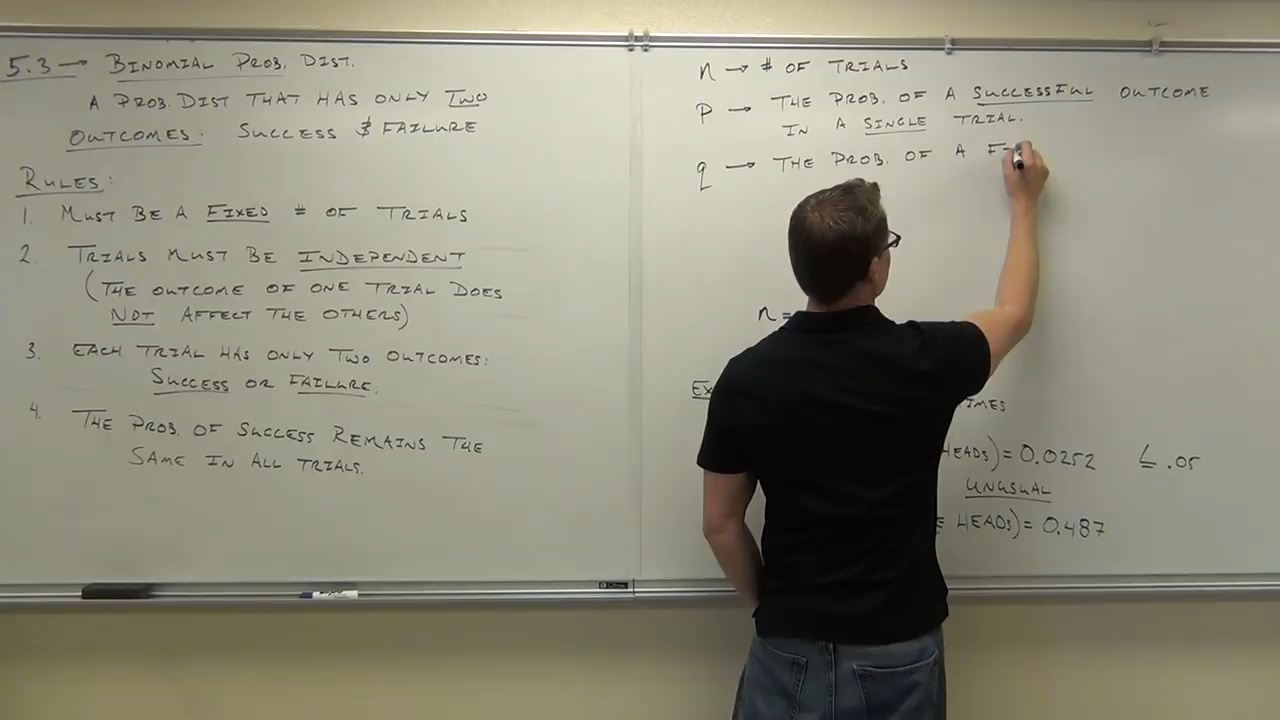 5.3 → BINOMIAL PROB. DIST.
A PROB. DIST THAT HAS ONLY TWO
OUTCOMES: SUCCESS & FAILURE
RULES:
1. MUST BE A FIXED # OF TRIALS
2. TRIALS MUST BE INDEPENDENT
(THE OUTCOME OF ONE TRIAL DOES
NOT AFFECT THE OTHERS)
3. EACH TRIAL HAS ONLY TWO OUTCOMES:
SUCCESS OR FAILURE.
4. THE PROB. OF SUCCESS REMAINS THE
SAME IN ALL TRIALS.
n → # OF TRIALS
p → THE PROB. OF A SUCCESSFUL OUTCOME
IN A SINGLE TRIAL.
q → THE PROB. OF A F
n =
EX
HEADS) = 0.0252 ≤ .05
UNUSUAL
HEADS) = 0.487